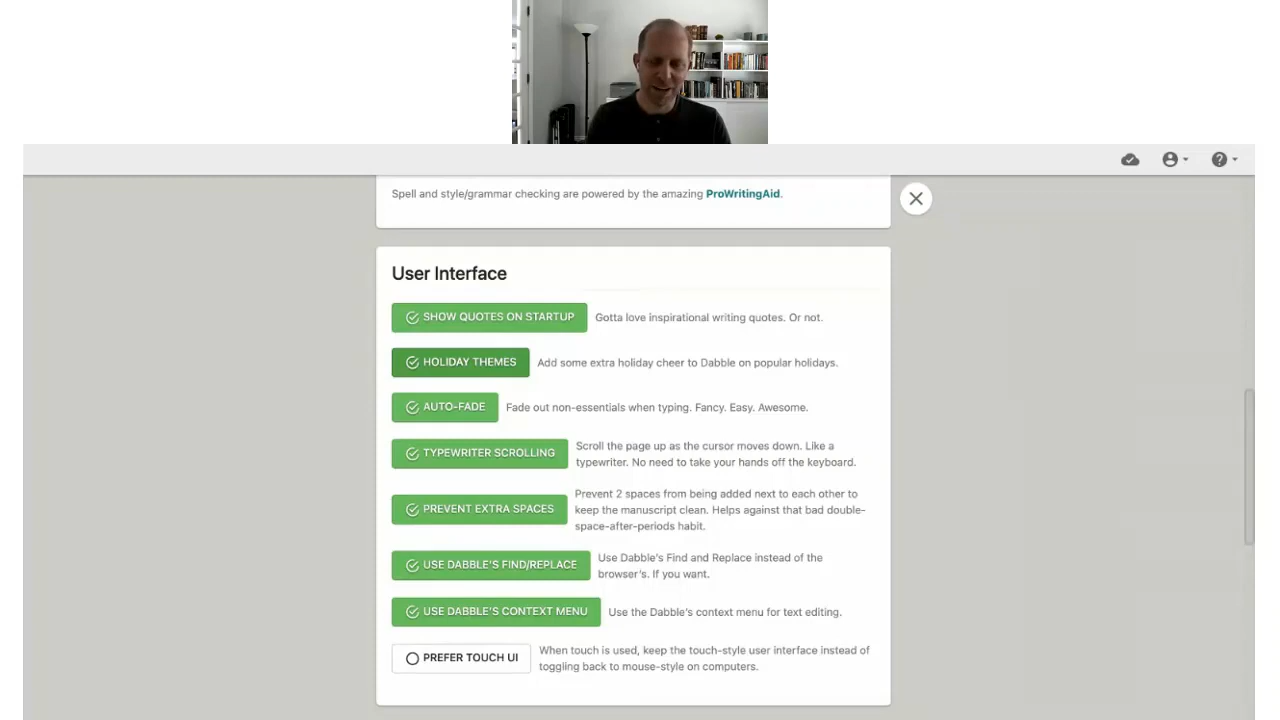 Spell and style/grammar checking are powered by the amazing ProWritingAid.
User Interface
SHOW QUOTES ON STARTUP
Gotta love inspirational writing quotes. Or not.
HOLIDAY THEMES
Add some extra holiday cheer to Dabble on popular holidays.
AUTO-FADE
Fade out non-essentials when typing. Fancy. Easy. Awesome.
TYPEWRITER SCROLLING
Scroll the page up as the cursor moves down. Like a
typewriter. No need to take your hands off the keyboard.
PREVENT EXTRA SPACES
Prevent 2 spaces from being added next to each other to
keep the manuscript clean. Helps against that bad double-
space-after-periods habit.
USE DABBLE'S FIND/REPLACE
Use Dabble's Find and Replace instead of the
browser's. If you want.
USE DABBLE'S CONTEXT MENU
Use the Dabble's context menu for text editing.
PREFER TOUCH UI
When touch is used, keep the touch-style user interface instead of
toggling back to mouse-style on computers.